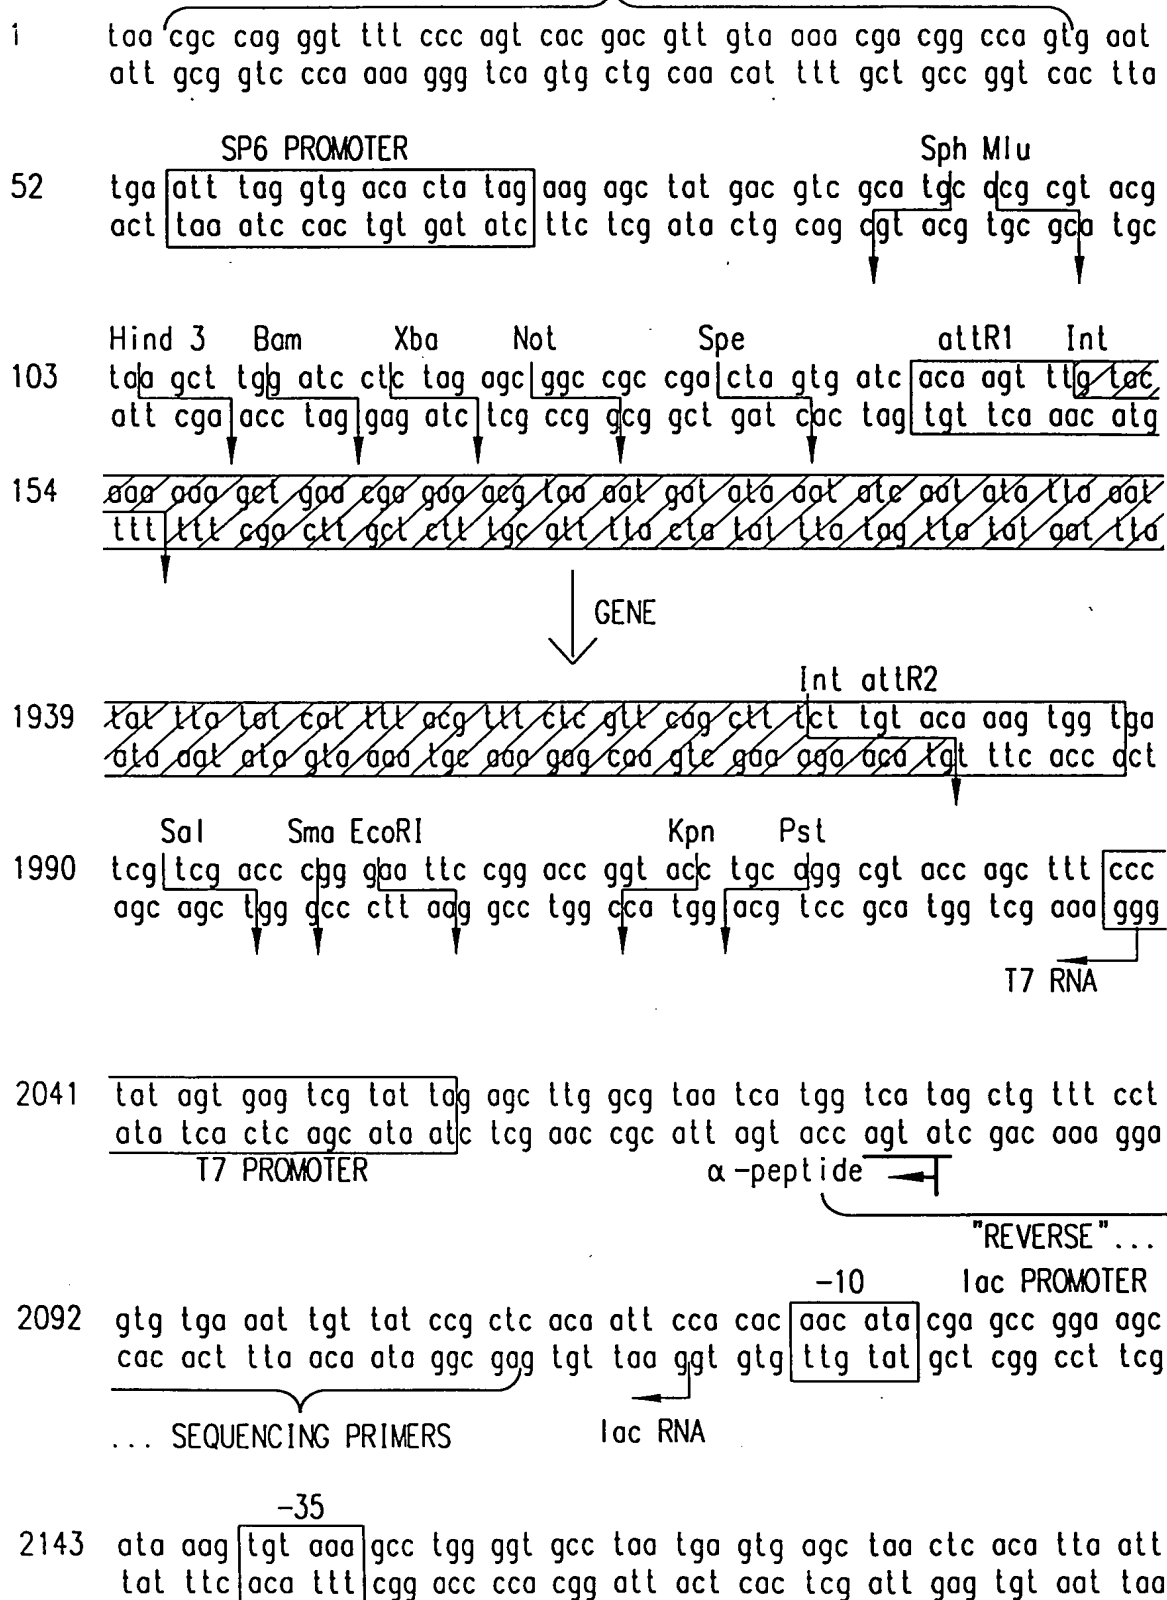 1 taa cgc cag ggt ttt ccc agt cac gac gtt gta aaa cga cgg cca gtg aat
att gcg gtc cca aaa ggg tca gtg ctg caa cat ttt gct gcc ggt cac tta
SP6 PROMOTER Sph Mlu
52 tga att tag gtg aca cta tag aag agc tat gac gtc gca tgc acg cgt acg
act taa atc cac tgt gat atc ttc tcg ata ctg cag cgt acg tgc gca tgc
Hind 3 Bam Xba Not Spe attR1 Int
103 taa gct tgg atc ctc tag agc ggc cgc cga cta gtg atc aca agt ttg tac
att cga acc tag gag atc tcg ccg gcg gct gat cac tag tgt tca aac atg
154 aaa aaa gct gaa cga gaa acg taa aat gat ata aat atc aat ata tta aat
ttt ttt cga ctt gct ctt tgc att tta cta tat tta tag tta tat aat tta
GENE
Int attR2
1939 tat tta tat cat ttt acg ttt ctc gtt cag ctt tct tgt aca aag tgg tga
ata aat ata gta aaa tgc aaa gag caa gtc gaa aga aca tgt ttc acc act
Sal Sma EcoRI Kpn Pst
1990 tcg tcg acc cgg gaa ttc cgg acc ggt acc tgc agg cgt acc agc ttt ccc
agc agc tgg gcc ctt aag gcc tgg cca tgg acg tcc gca tgg tcg aaa ggg
T7 RNA
2041 tat agt gag tcg tat tag agc ttg gcg taa tca tgg tca tag ctg ttt cct
ata tca ctc agc ata atc tcg aac cgc att agt acc agt atc gac aaa gga
T7 PROMOTER α-peptide
"REVERSE"...
-10 lac PROMOTER
2092 gtg tga aat tgt tat ccg ctc aca att cca cac aac ata cga gcc gga agc
cac act tta aca ata ggc gag tgt taa ggt gtg ttg tat gct cgg cct tcg
... SEQUENCING PRIMERS lac RNA
-35
2143 ata aag tgt aaa gcc tgg ggt gcc taa tga gtg agc taa ctc aca tta att
tat ttc aca ttt cgg acc cca cgg att act cac tcg att gag tgt aat taa